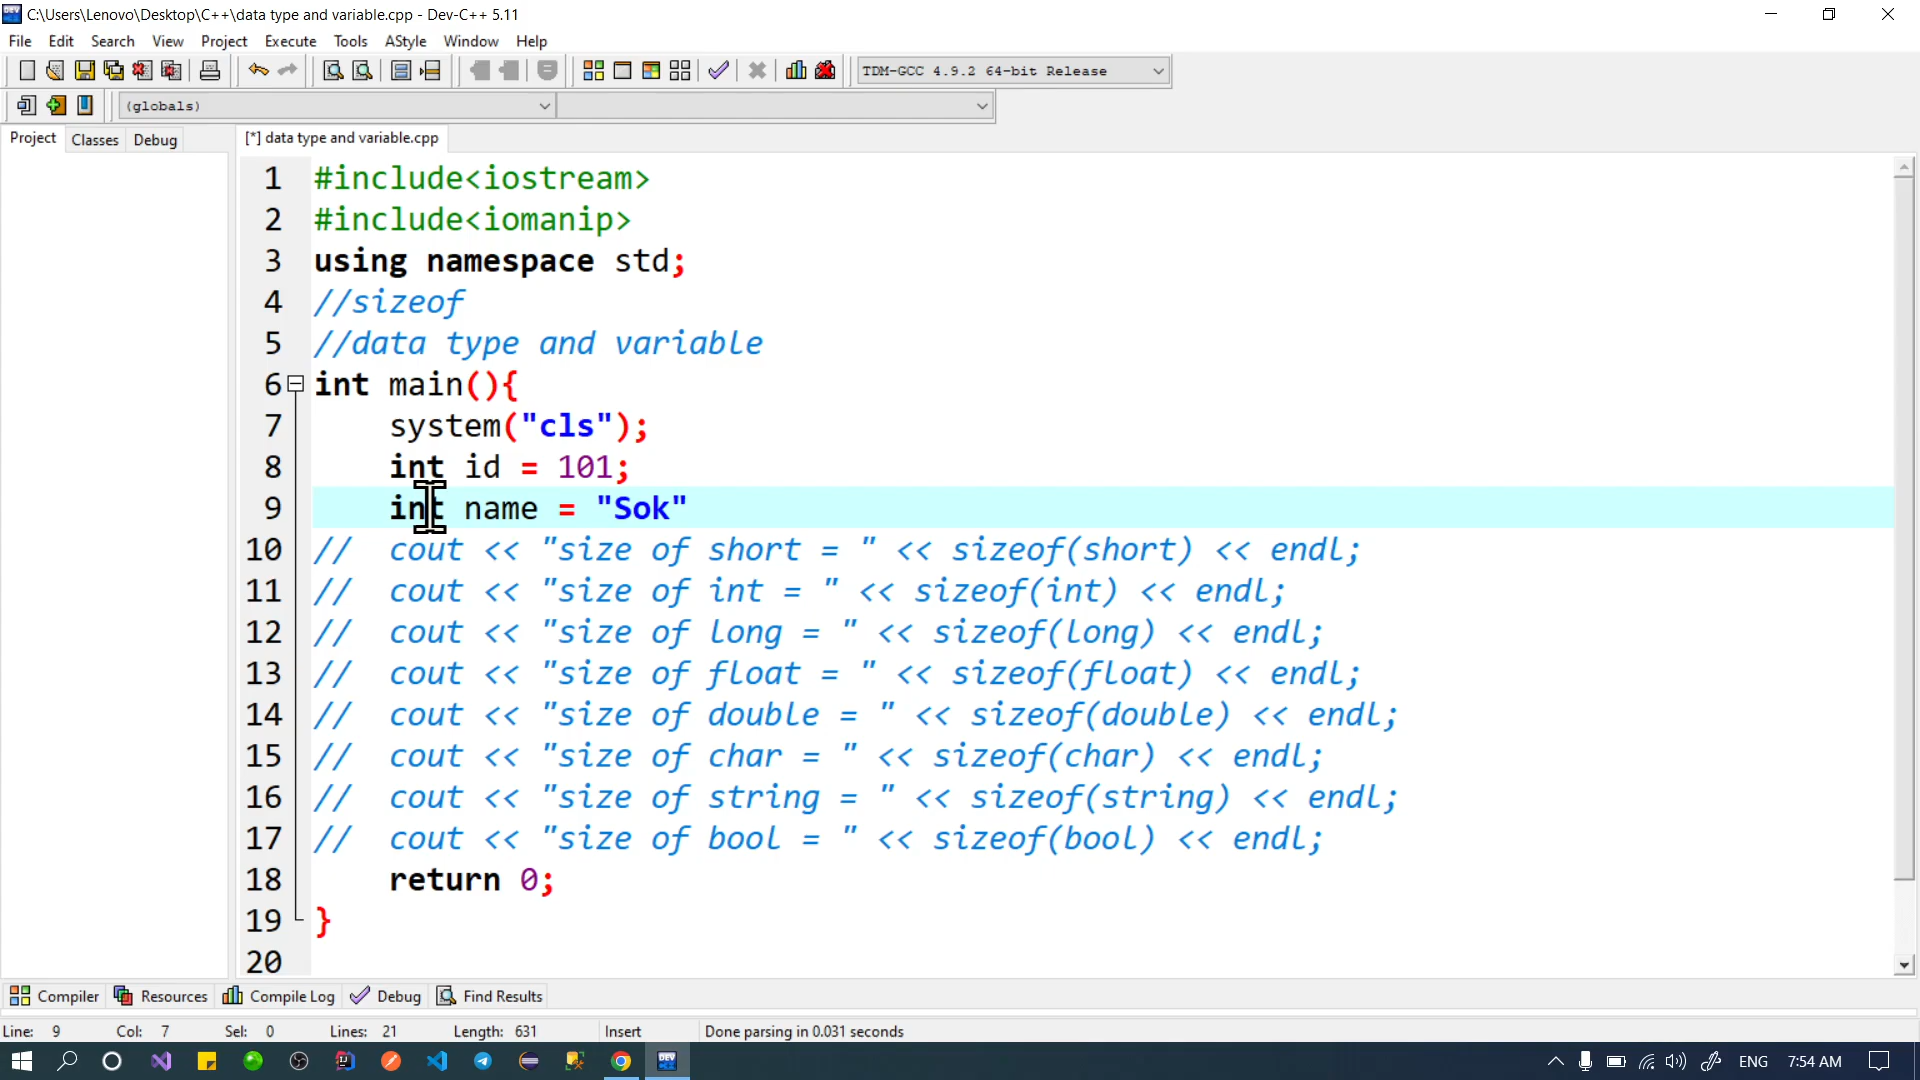 C:\Users\Lenovo\Desktop\C++\data type and variable.cpp - Dev-C++ 5.11
File Edit Search View Project Execute Tools AStyle Window Help
TDM-GCC 4.9.2 64-bit Release
(globals)
Project Classes Debug [*] data type and variable.cpp
1 #include<iostream>
2 #include<iomanip>
3 using namespace std;
4 //sizeof
5 //data type and variable
6 int main(){
7 system("cls");
8 int id = 101;
9 int name = "Sok"
10 // cout << "size of short = " << sizeof(short) << endl;
11 // cout << "size of int = " << sizeof(int) << endl;
12 // cout << "size of long = " << sizeof(long) << endl;
13 // cout << "size of float = " << sizeof(float) << endl;
14 // cout << "size of double = " << sizeof(double) << endl;
15 // cout << "size of char = " << sizeof(char) << endl;
16 // cout << "size of string = " << sizeof(string) << endl;
17 // cout << "size of bool = " << sizeof(bool) << endl;
18 return 0;
19 }
20
Compiler Resources Compile Log Debug Find Results
Line: 9 Col: 7 Sel: 0 Lines: 21 Length: 631 Insert Done parsing in 0.031 seconds
DEV ENG 7:54 AM